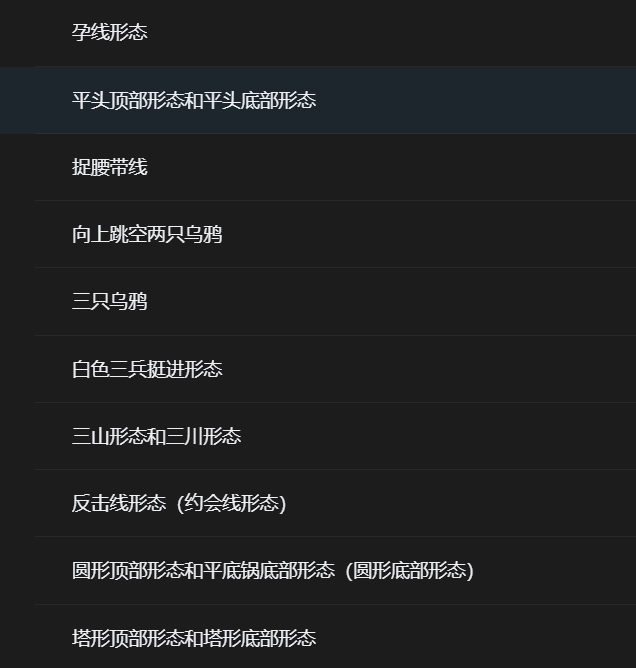 孕线形态
平头顶部形态和平头底部形态
捉腰带线
向上跳空两只乌鸦
三只乌鸦
白色三兵挺进形态
三山形态和三川形态
反击线形态（约会线形态）
圆形顶部形态和平底锅底部形态（圆形底部形态）
塔形顶部形态和塔形底部形态